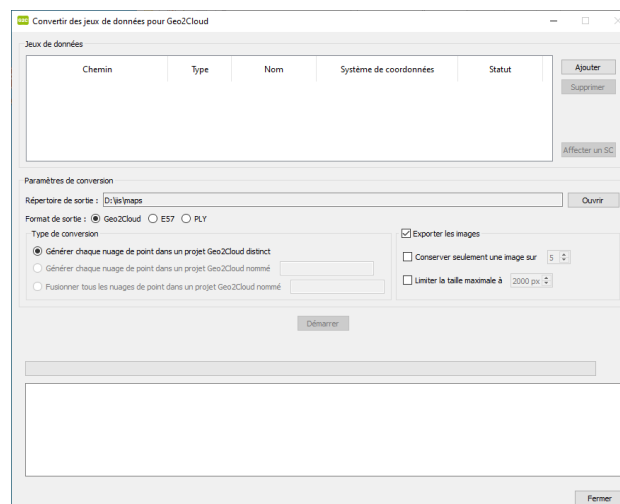 G2C Convertir des jeux de données pour Geo2Cloud
Jeux de données
Chemin Type Nom Système de coordonnées Statut
Ajouter
Supprimer
Affecter un SC
Paramètres de conversion
Répertoire de sortie : D:\iis\maps Ouvrir
Format de sortie : Geo2Cloud E57 PLY
Type de conversion
Générer chaque nuage de point dans un projet Geo2Cloud distinct
Générer chaque nuage de point dans un projet Geo2Cloud nommé
Fusionner tous les nuages de point dans un projet Geo2Cloud nommé
Exporter les images
Conserver seulement une image sur 5
Limiter la taille maximale à 2000 px
Démarrer
Fermer